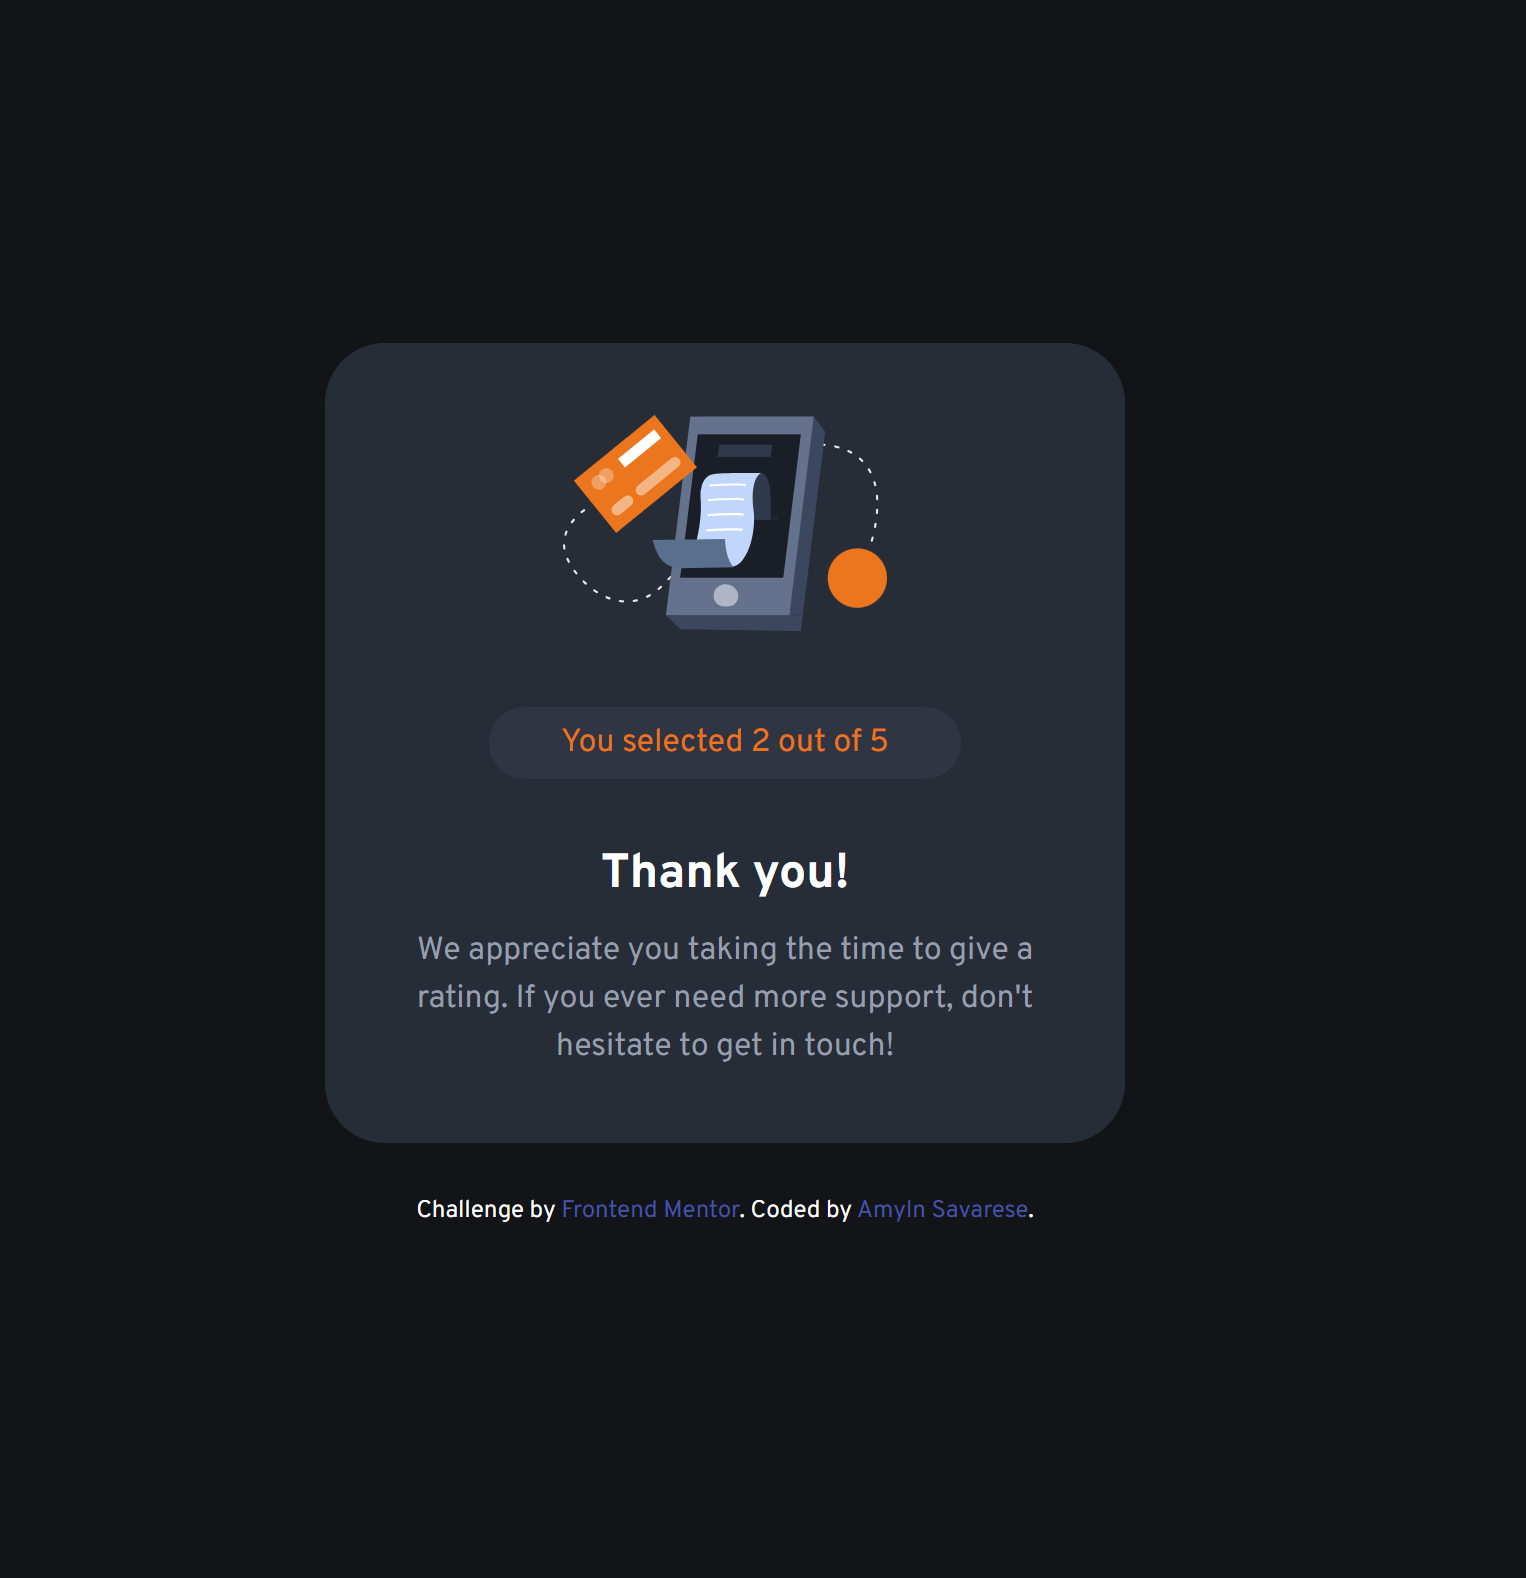 You selected 2 out of 5
Thank you!
We appreciate you taking the time to give a
rating. If you ever need more support, don't
hesitate to get in touch!
Challenge by Frontend Mentor. Coded by Amyln Savarese.